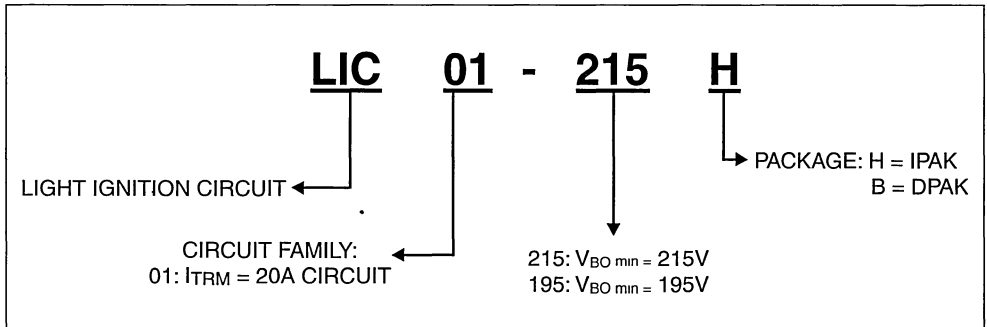 LIC 01 - 215 H
PACKAGE: H = IPAK
B = DPAK
LIGHT IGNITION CIRCUIT
CIRCUIT FAMILY:
01: ITRM = 20A CIRCUIT
215: VBO min = 215V
195: VBO min = 195V